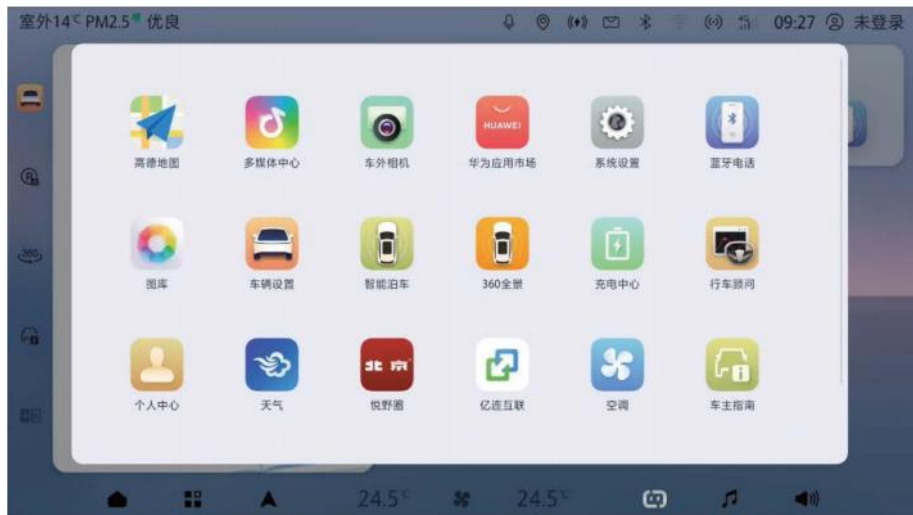 室外14℃ PM2.5 优良
09:27 未登录
高德地图 多媒体中心 车外相机 华为应用市场 系统设置 蓝牙电话
HUAWEI
图库 车辆设置 智能泊车 360全景 充电中心 行车顾问
北京
个人中心 天气 悦野圈 亿连互联 空调 车主指南
360
24.5℃ 24.5℃